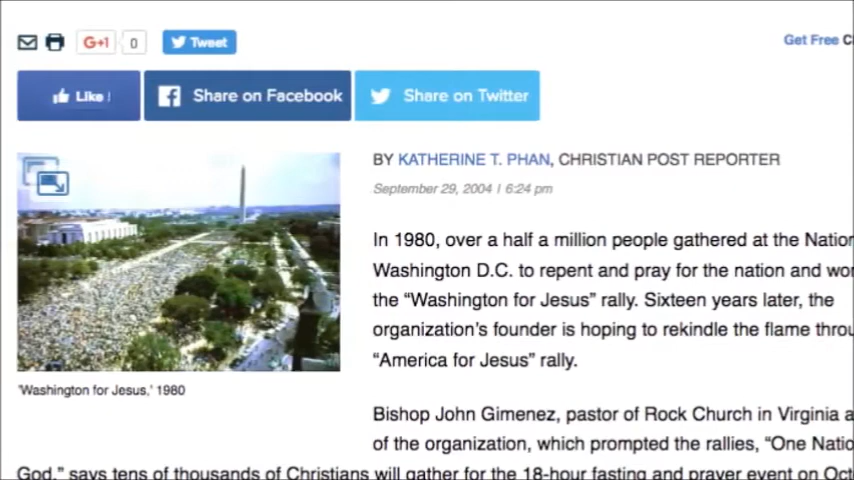 G+1 0 Tweet
Get Free C
Like !
Share on Facebook
Share on Twitter
BY KATHERINE T. PHAN, CHRISTIAN POST REPORTER
September 29, 2004 | 6:24 pm
In 1980, over a half a million people gathered at the Nation
Washington D.C. to repent and pray for the nation and wor
the “Washington for Jesus” rally. Sixteen years later, the
organization’s founder is hoping to rekindle the flame throu
“America for Jesus” rally.
'Washington for Jesus,' 1980
Bishop John Gimenez, pastor of Rock Church in Virginia a
of the organization, which prompted the rallies, “One Natio
God,” says tens of thousands of Christians will gather for the 18-hour fasting and prayer event on Oct